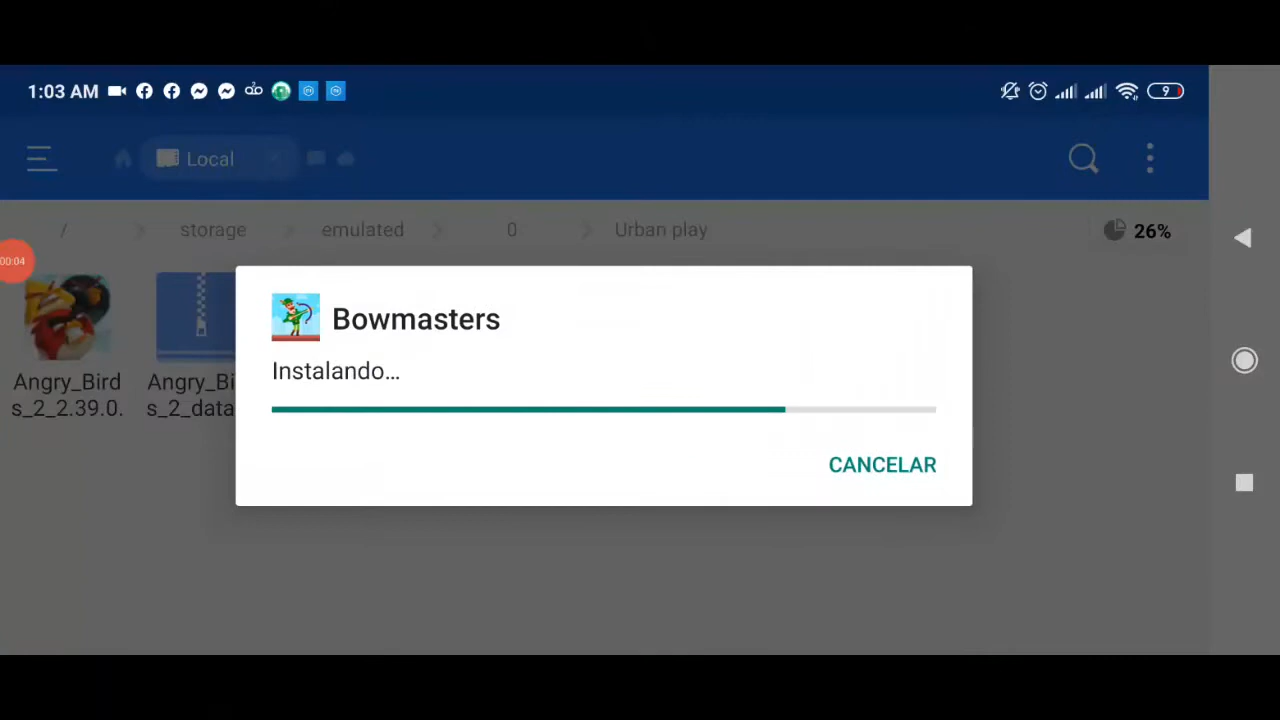 1:03 AM
9
Local
/ storage emulated 0 Urban play
26%
00:04
Bowmasters
Instalando...
CANCELAR
Angry_Bird
s_2_2.39.0.
Angry_Bi
s_2_data